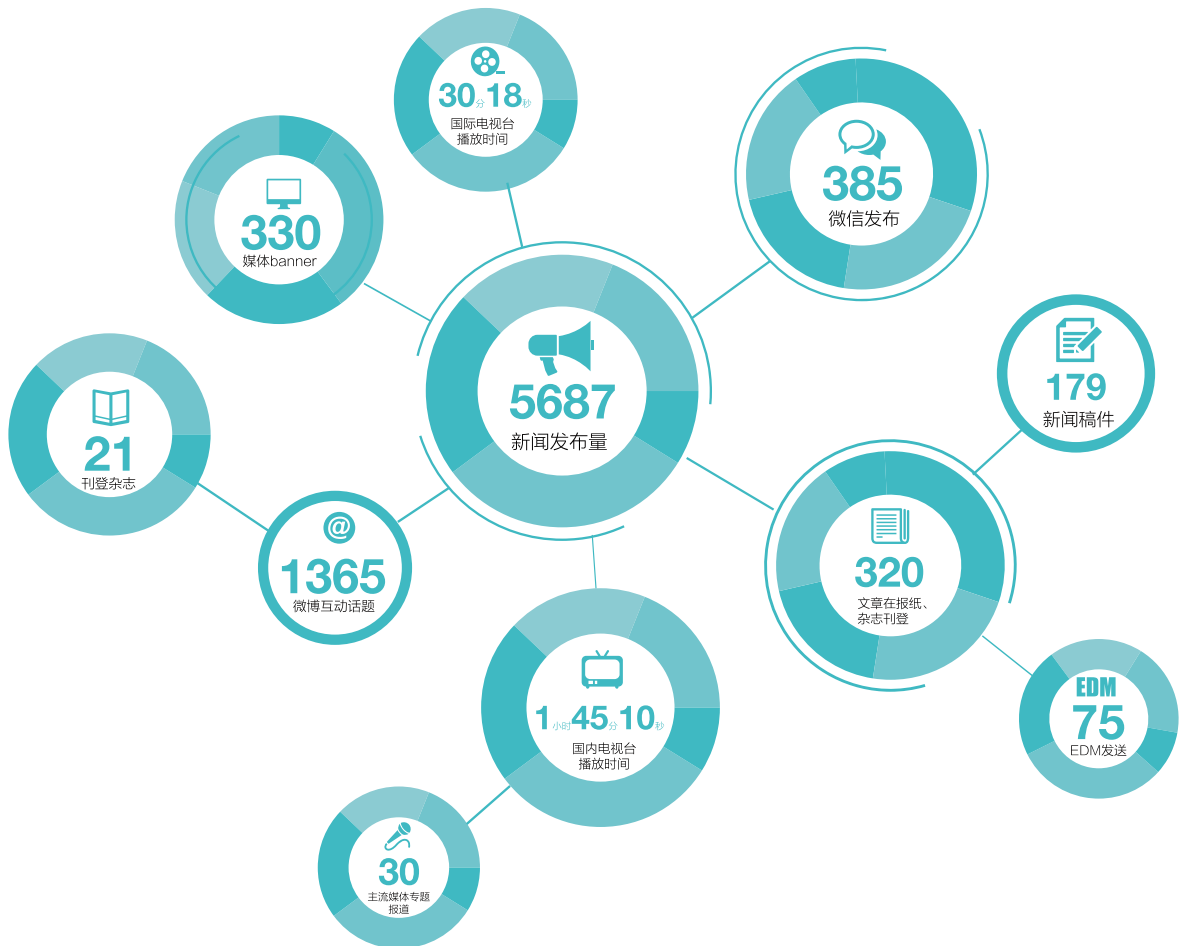 30分18秒
国际电视台
播放时间
385
微信发布
330
媒体banner
179
新闻稿件
5687
新闻发布量
21
刊登杂志
@
1365
微博互动话题
320
文章在报纸、
杂志刊登
EDM
75
EDM发送
1小时45分10秒
国内电视台
播放时间
30
主流媒体专题
报道